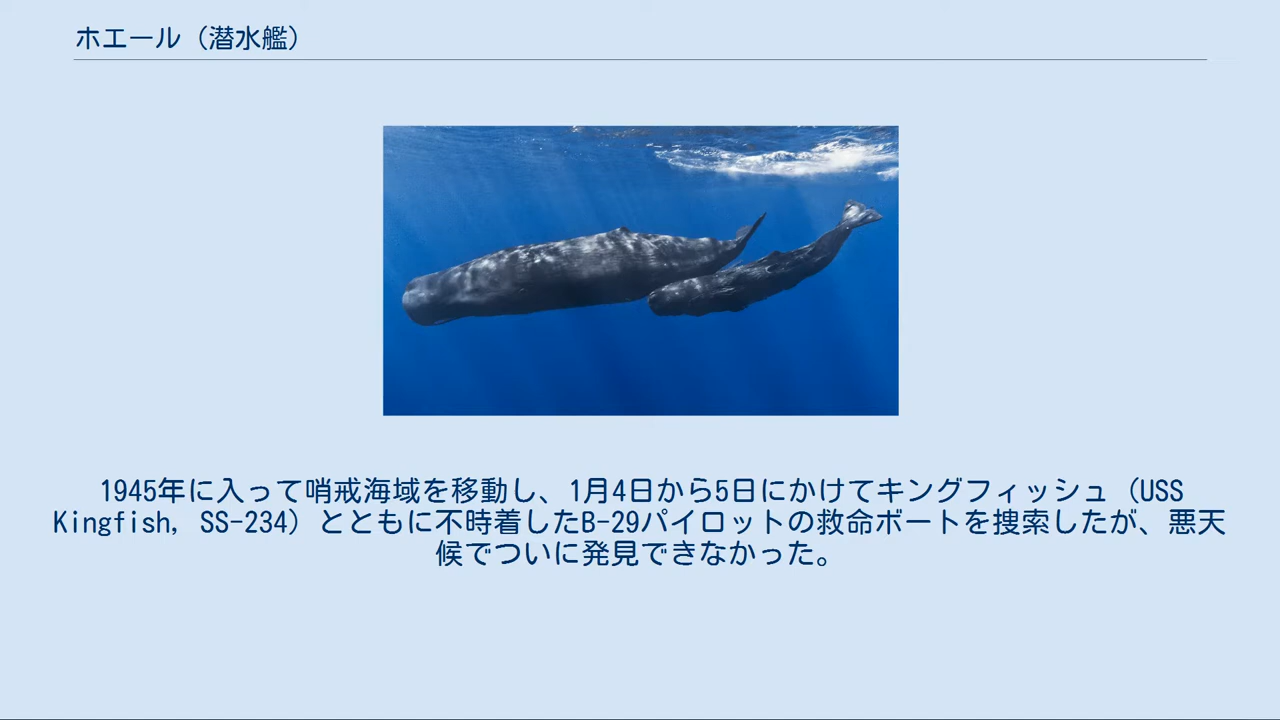 ホエール（潜水艦）
1945年に入って哨戒海域を移動し、1月4日から5日にかけてキングフィッシュ（USS
Kingfish, SS-234）とともに不時着したB-29パイロットの救命ボートを捜索したが、悪天
候でついに発見できなかった。